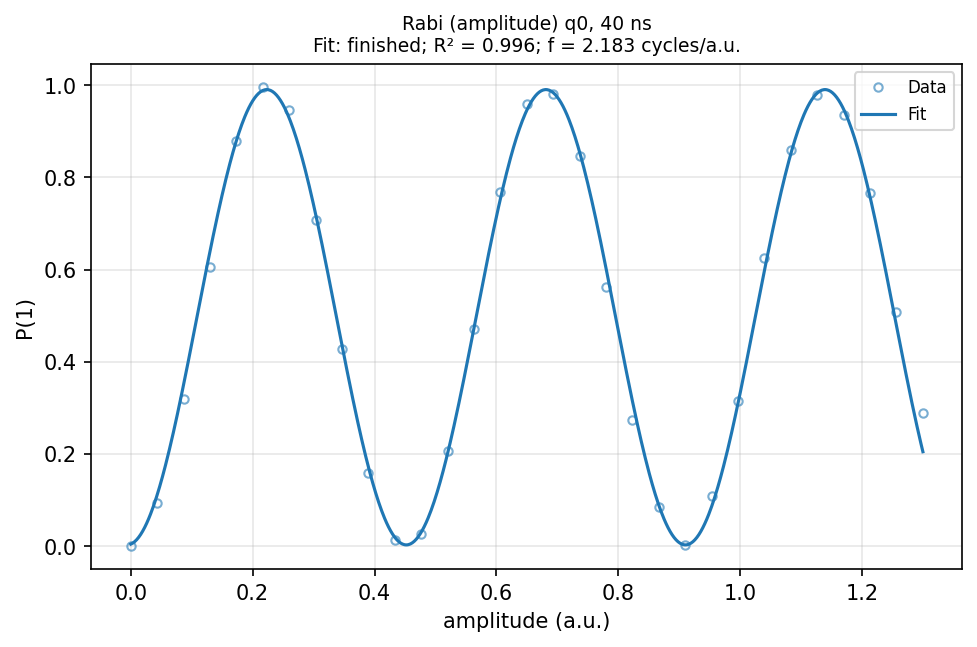 Rabi (amplitude) q0, 40 ns
Fit: finished; R² = 0.996; f = 2.183 cycles/a.u.
Data
Fit
P(1)
1.0
0.8
0.6
0.4
0.2
0.0
0.0 0.2 0.4 0.6 0.8 1.0 1.2
amplitude (a.u.)